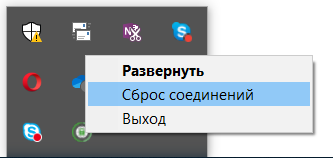 Развернуть
Сброс соединений
Выход